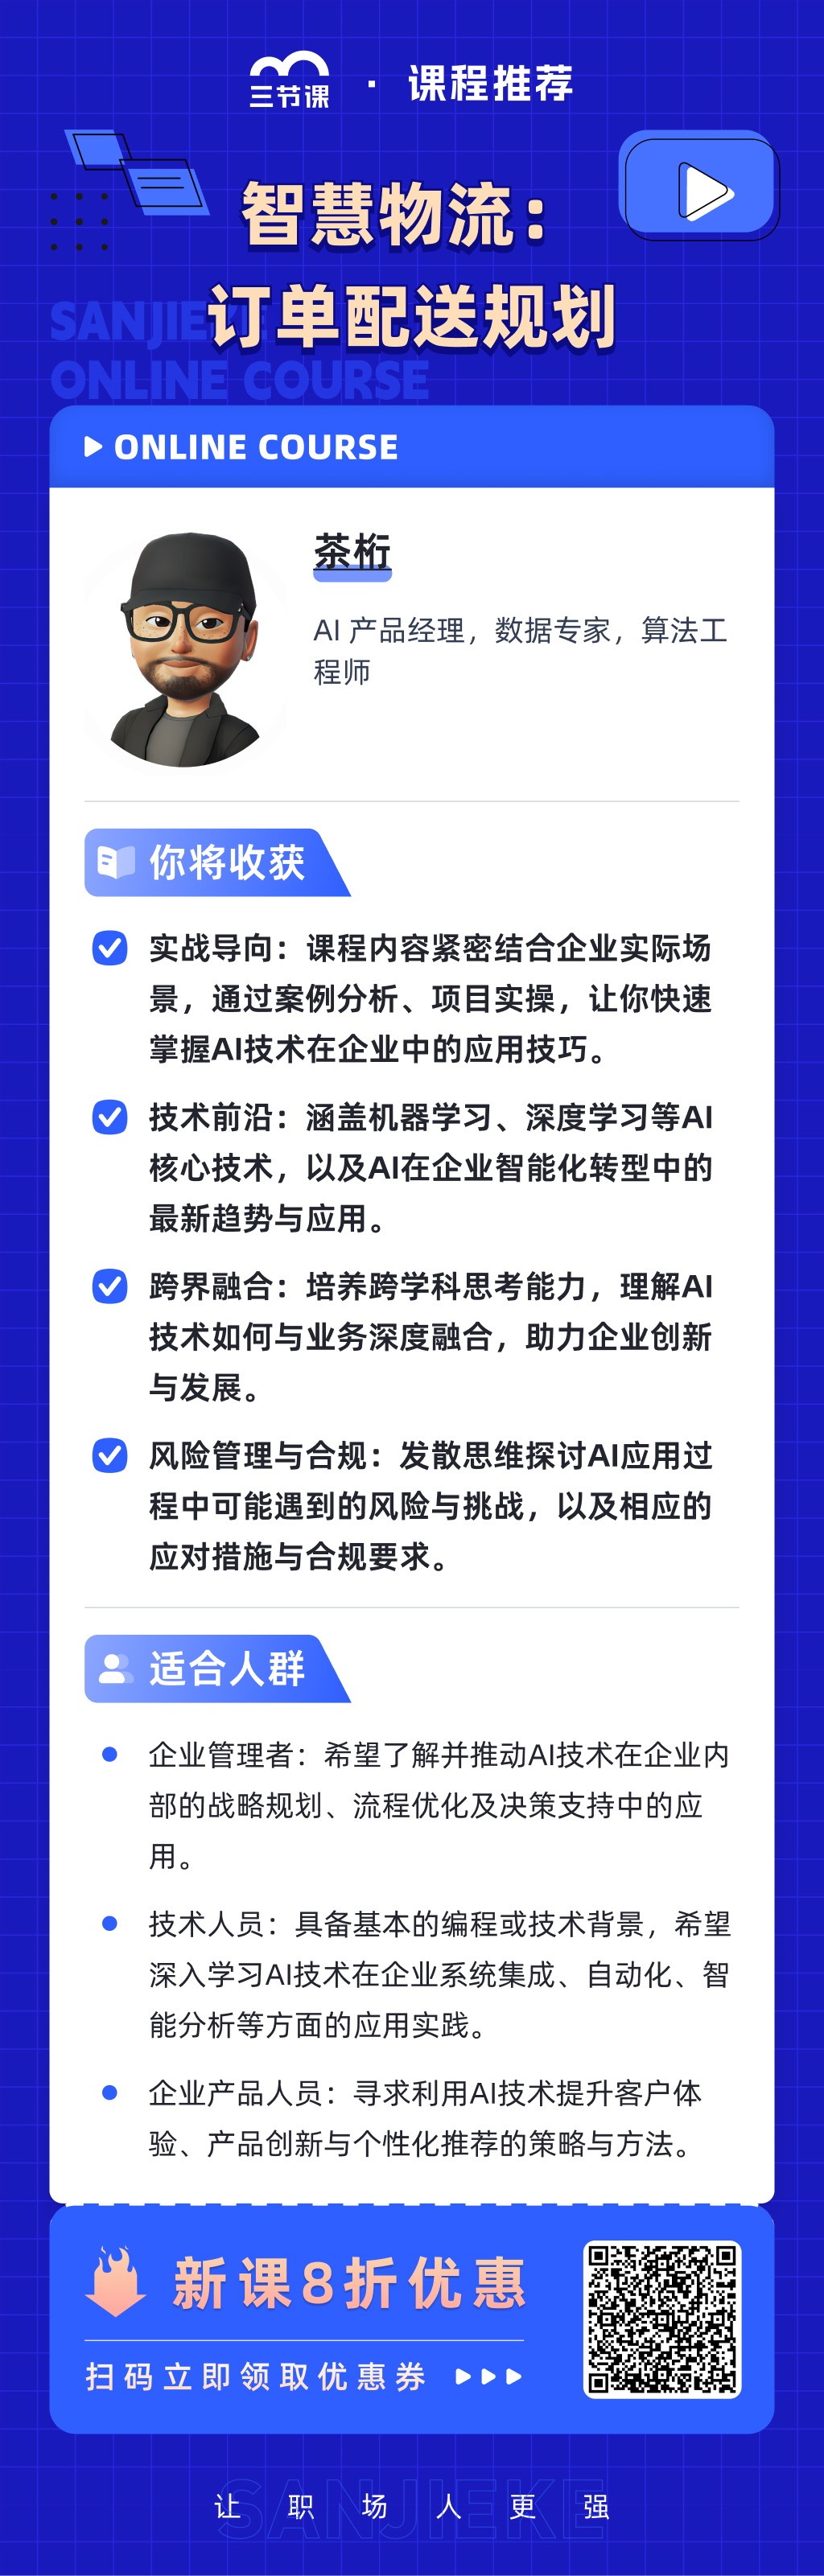 三节课 · 课程推荐
智慧物流：
订单配送规划
SANJIEKE
ONLINE COURSE
ONLINE COURSE
茶桁
AI 产品经理，数据专家，算法工
程师
你将收获
实战导向：课程内容紧密结合企业实际场
景，通过案例分析、项目实操，让你快速
掌握AI技术在企业中的应用技巧。
技术前沿：涵盖机器学习、深度学习等AI
核心技术，以及AI在企业智能化转型中的
最新趋势与应用。
跨界融合：培养跨学科思考能力，理解AI
技术如何与业务深度融合，助力企业创新
与发展。
风险管理与合规：发散思维探讨AI应用过
程中可能遇到的风险与挑战，以及相应的
应对措施与合规要求。
适合人群
企业管理者：希望了解并推动AI技术在企业内
部的战略规划、流程优化及决策支持中的应
用。
技术人员：具备基本的编程或技术背景，希望
深入学习AI技术在企业系统集成、自动化、智
能分析等方面的应用实践。
企业产品人员：寻求利用AI技术提升客户体
验、产品创新与个性化推荐的策略与方法。
新课8折优惠
扫码立即领取优惠券
SANJIEKE
让职场人更强